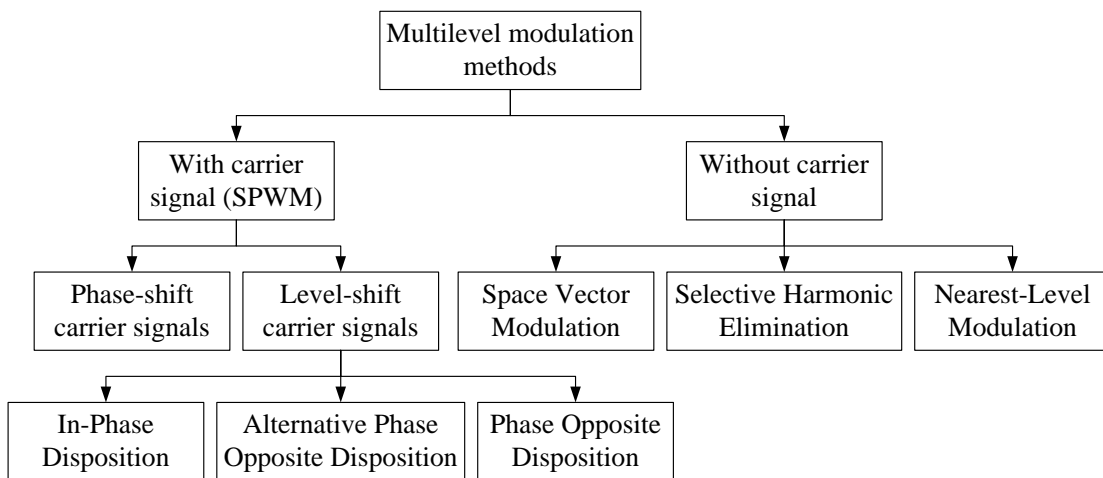 Multilevel modulation
methods
With carrier
signal (SPWM)
Without carrier
signal
Phase-shift
carrier signals
Level-shift
carrier signals
Space Vector
Modulation
Selective Harmonic
Elimination
Nearest-Level
Modulation
In-Phase
Disposition
Alternative Phase
Opposite Disposition
Phase Opposite
Disposition